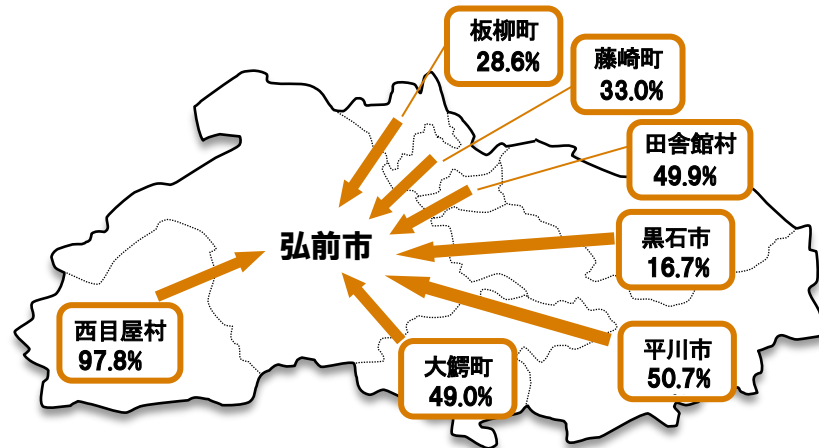 板柳町
28.6%
藤崎町
33.0%
田舎館村
49.9%
弘前市
黒石市
16.7%
西目屋村
97.8%
大鰐町
49.0%
平川市
50.7%